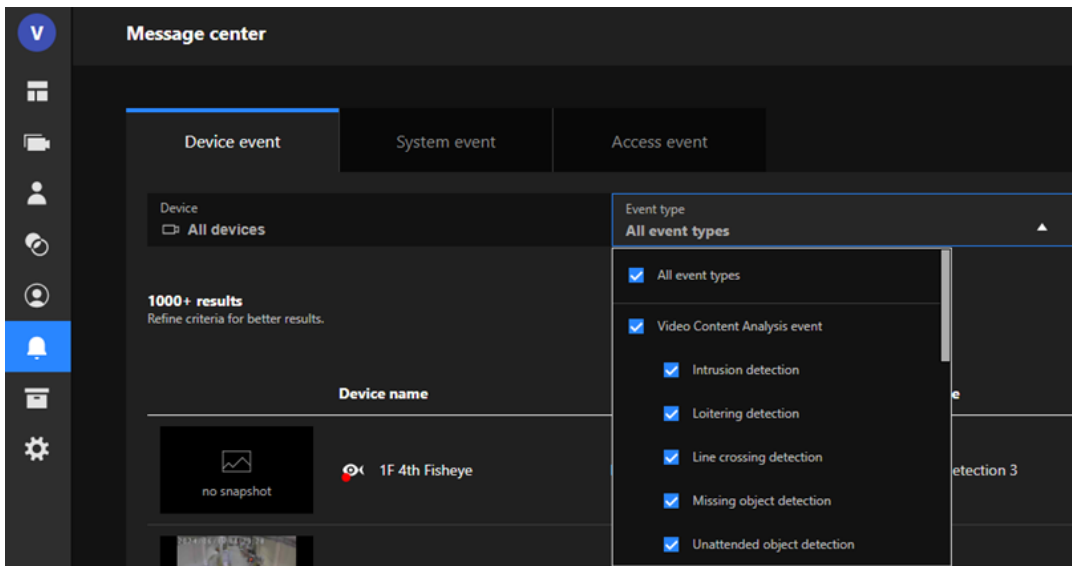 V
Message center
Device event
System event
Access event
Device
All devices
Event type
All event types
All event types
1000+ results
Refine criteria for better results.
Video Content Analysis event
Intrusion detection
Device name
e
Loitering detection
Line crossing detection
no snapshot
1F 4th Fisheye
etection 3
Missing object detection
Unattended object detection